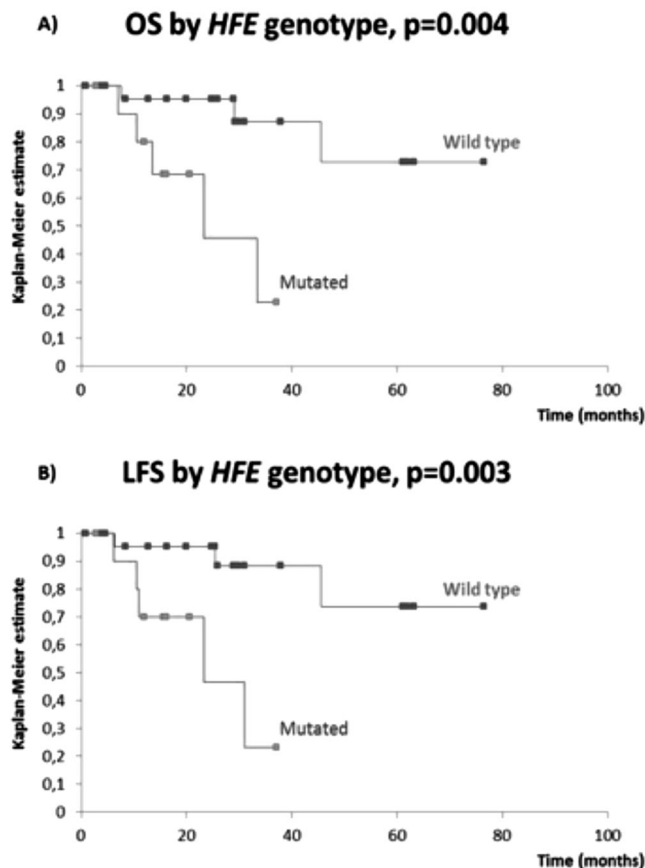 A) OS by HFE genotype, p=0.004
Kaplan-Meier estimate
1
0,9
0,8
0,7
0,6
0,5
0,4
0,3
0,2
0,1
0
Wild type
Mutated
0 20 40 60 80 100
Time (months)
B) LFS by HFE genotype, p=0.003
Kaplan-Meier estimate
1
0,9
0,8
0,7
0,6
0,5
0,4
0,3
0,2
0,1
0
Wild type
Mutated
0 20 40 60 80 100
Time (months)